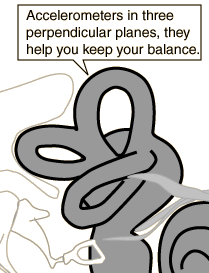 Accelerometers in three
perpendicular planes, they
help you keep your balance.